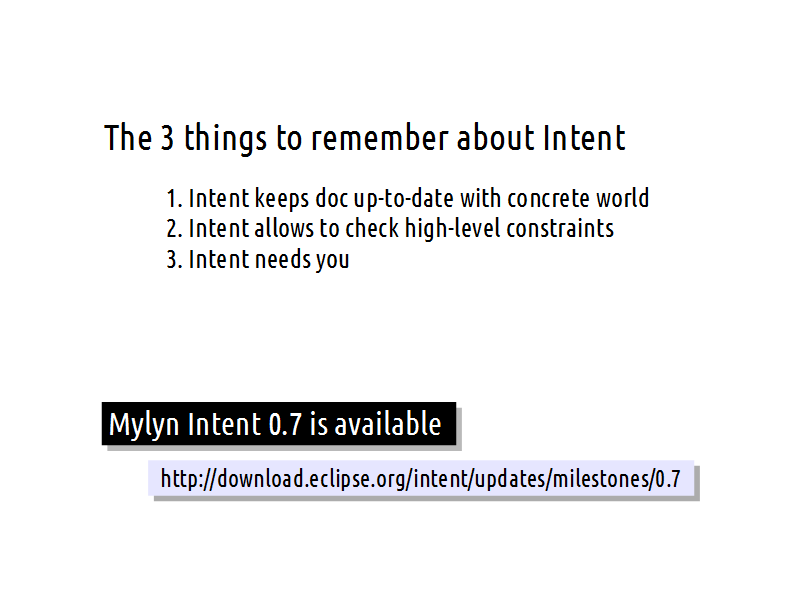 The 3 things to remember about Intent
1. Intent keeps doc up-to-date with concrete world
2. Intent allows to check high-level constraints
3. Intent needs you
Mylyn Intent 0.7 is available
http://download.eclipse.org/intent/updates/milestones/0.7